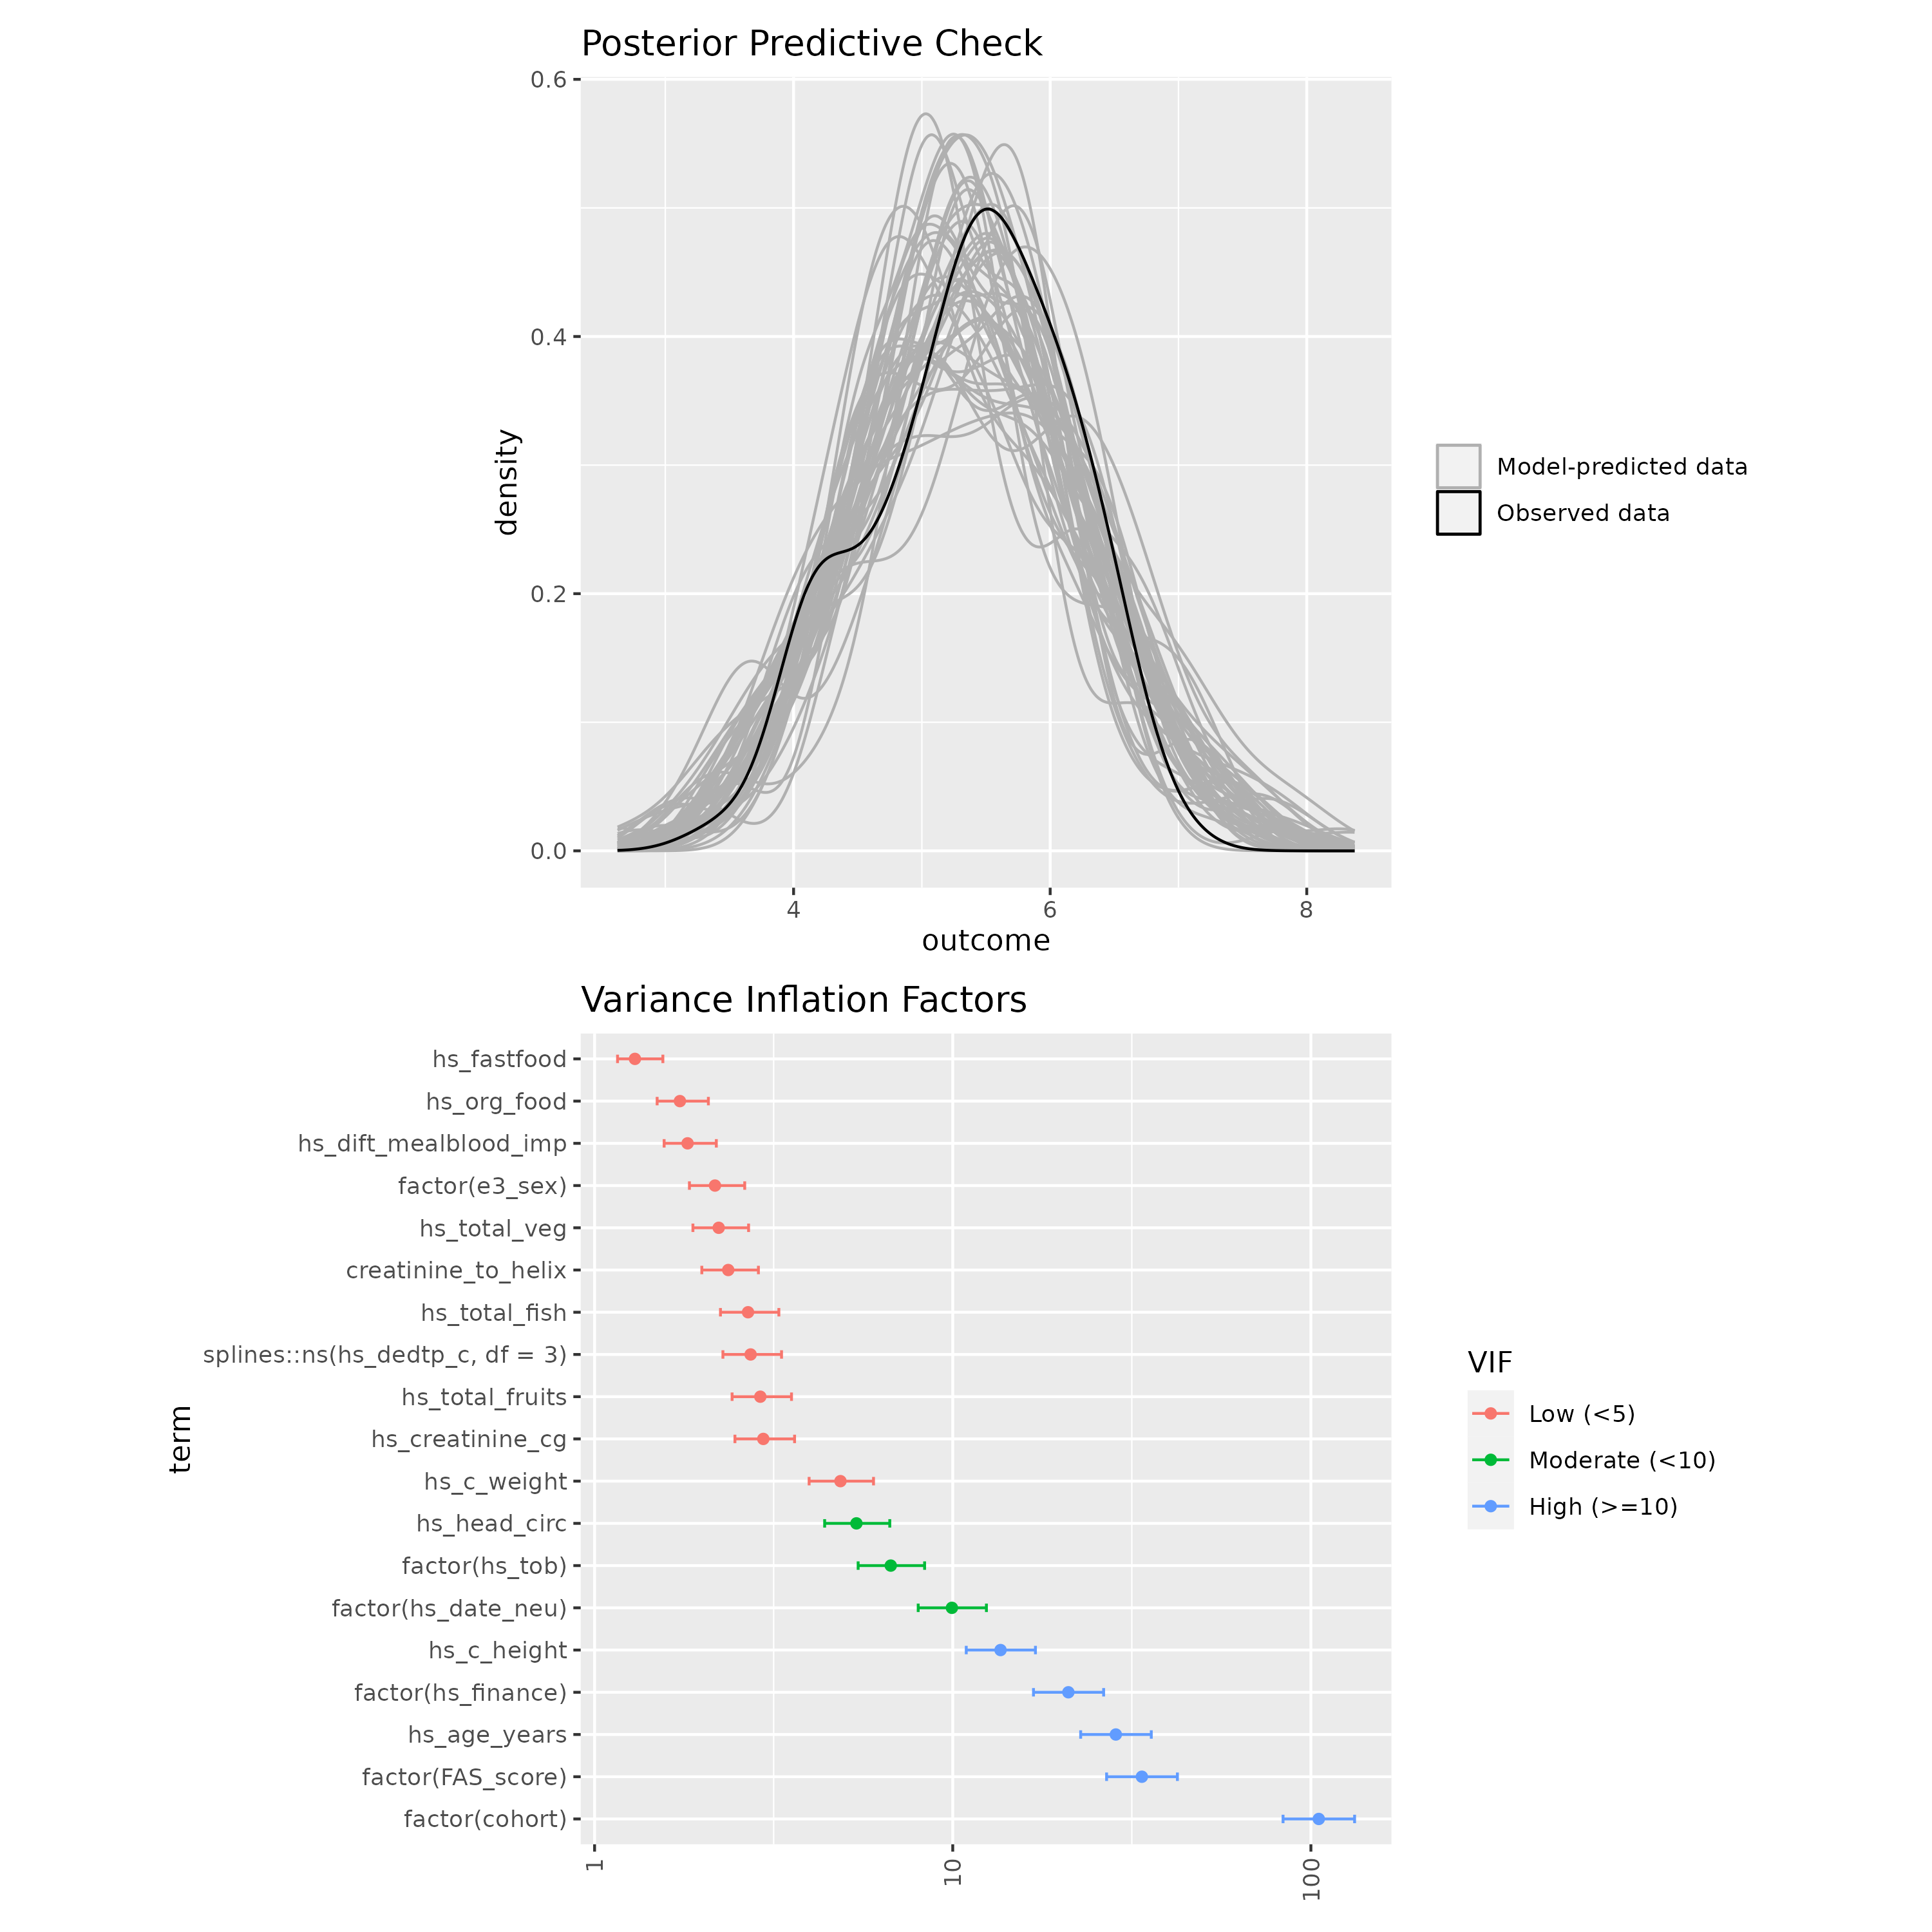 Posterior Predictive Check
0.6
0.4
0.2
0.0
density
4
6
8
outcome
Model-predicted data
Observed data
Variance Inflation Factors
term
hs_fastfood
hs_org_food
hs_dift_mealblood_imp
factor(e3_sex)
hs_total_veg
creatinine_to_helix
hs_total_fish
splines::ns(hs_dedtp_c, df = 3)
hs_total_fruits
hs_creatinine_cg
hs_c_weight
hs_head_circ
factor(hs_tob)
factor(hs_date_neu)
hs_c_height
factor(hs_finance)
hs_age_years
factor(FAS_score)
factor(cohort)
1
10
100
VIF
Low (<5)
Moderate (<10)
High (>=10)